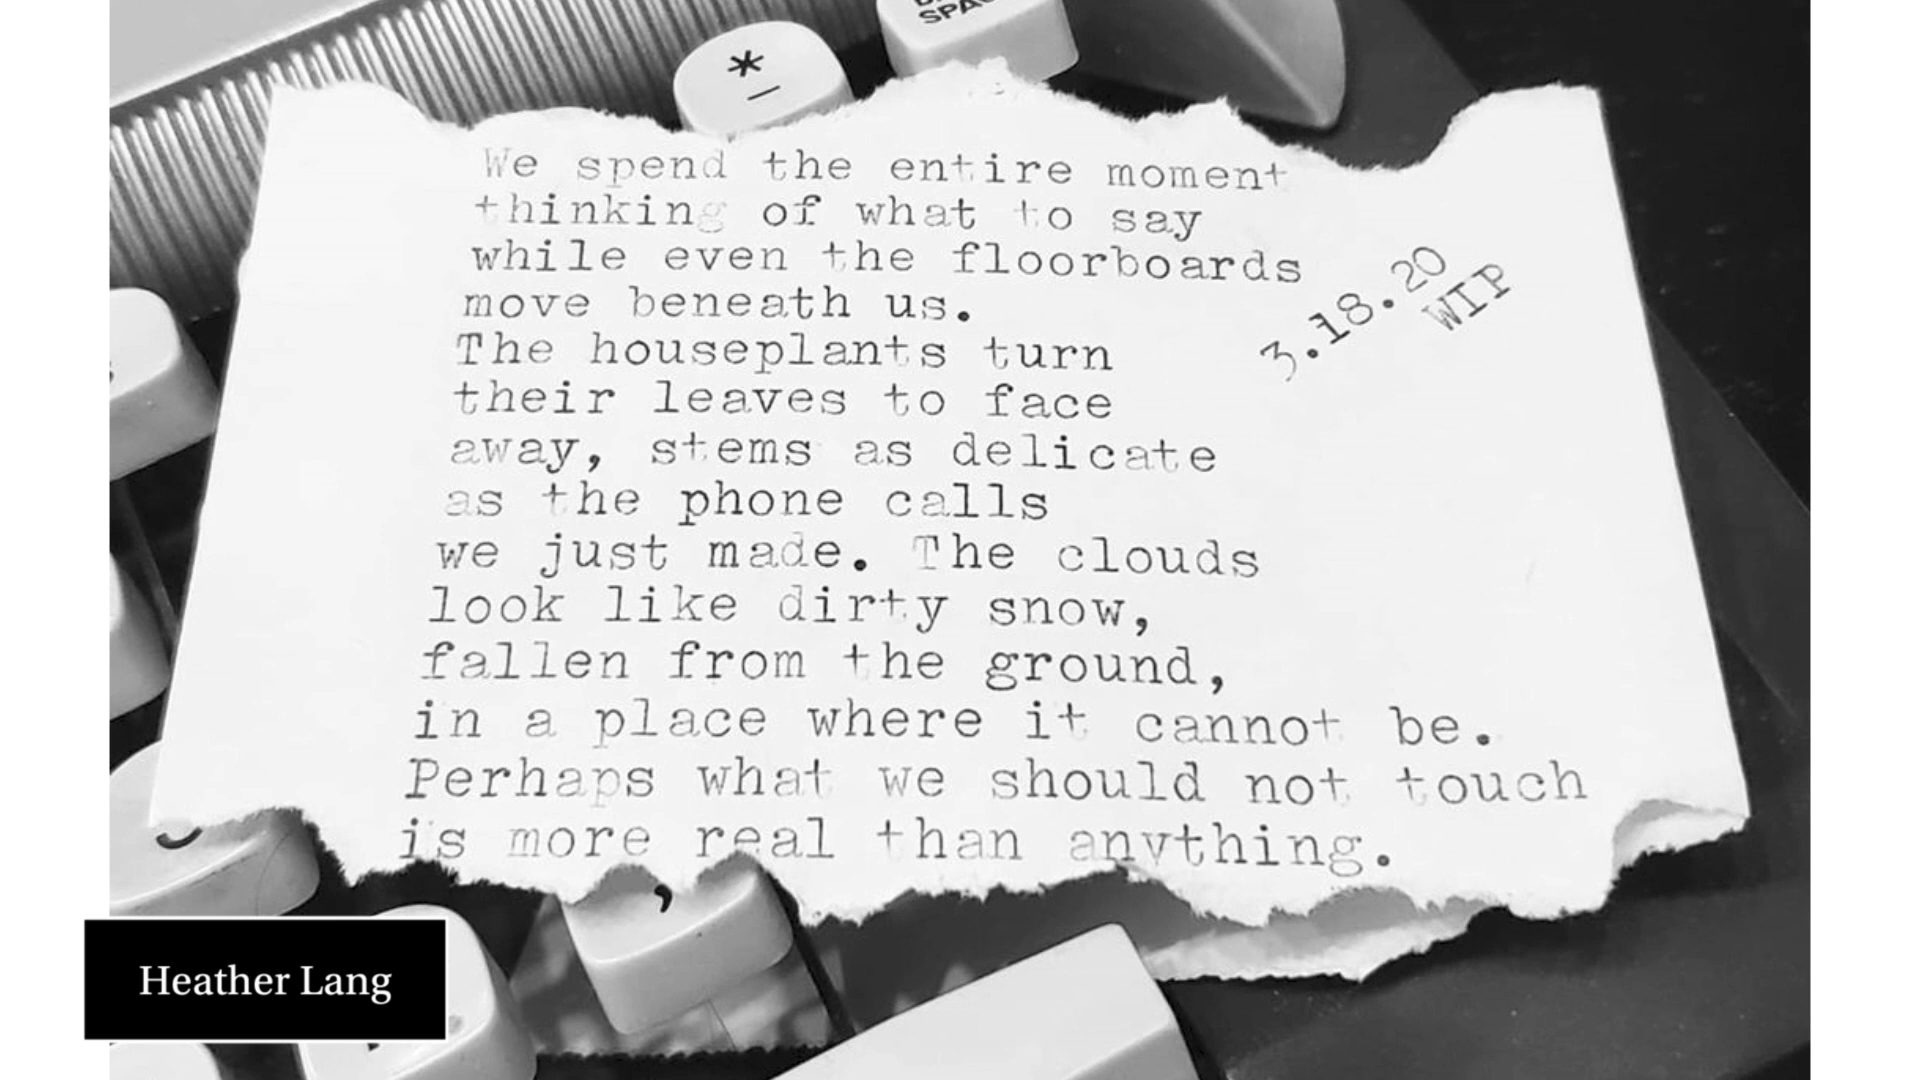 *
_
We spend the entire moment
thinking of what to say
while even the floorboards
move beneath us.
The houseplants turn
their leaves to face
away, stems as delicate
as the phone calls
we just made. The clouds
look like dirty snow,
fallen from the ground,
in a place where it cannot be.
Perhaps what we should not touch
is more real than anything.
3.18.20
WIP
,
Heather Lang